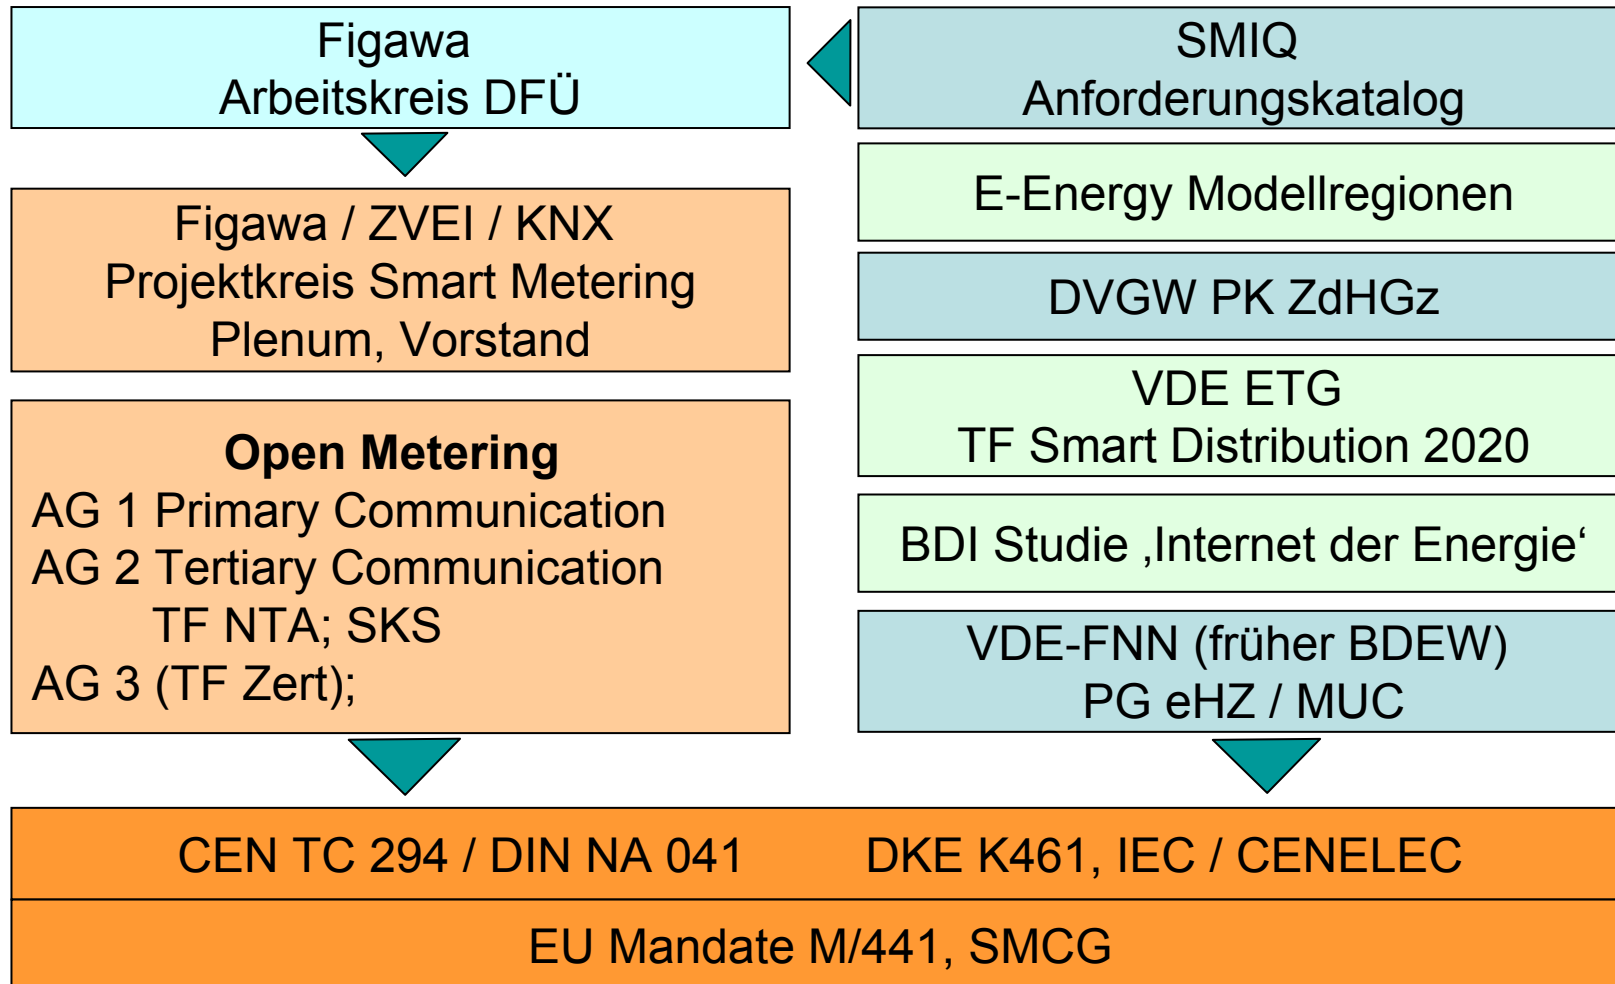 Figawa
Arbeitskreis DFÜ
Figawa / ZVEI / KNX
Projektkreis Smart Metering
Plenum, Vorstand
Open Metering
AG 1 Primary Communication
AG 2 Tertiary Communication
TF NTA; SKS
AG 3 (TF Zert);
SMIQ
Anforderungskatalog
E-Energy Modellregionen
DVGW PK ZdHGz
VDE ETG
TF Smart Distribution 2020
BDI Studie ‚Internet der Energie‘
VDE-FNN (früher BDEW)
PG eHZ / MUC
CEN TC 294 / DIN NA 041 DKE K461, IEC / CENELEC
EU Mandate M/441, SMCG